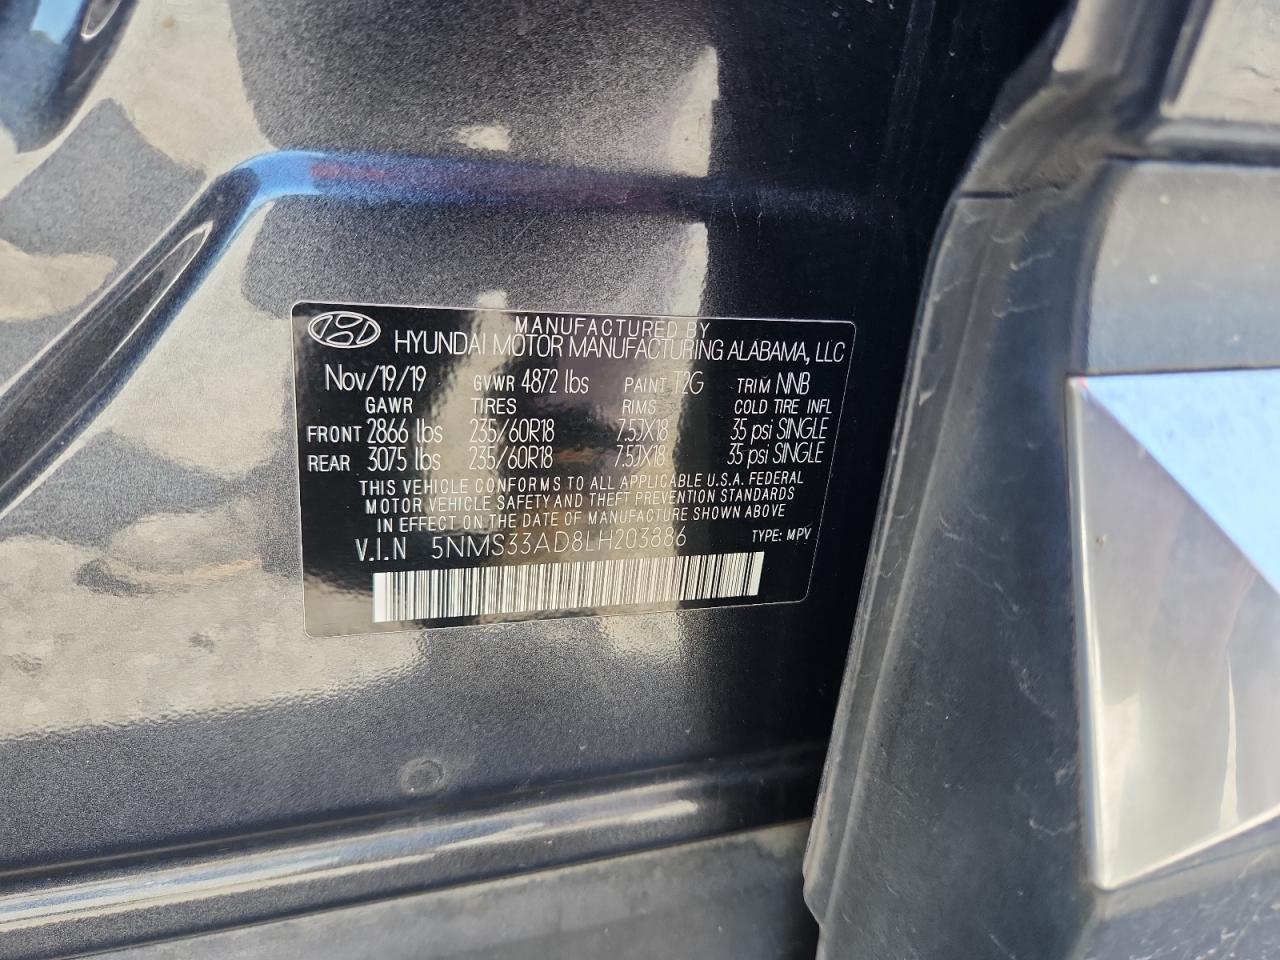 MANUFACTURED BY
HYUNDAI MOTOR MANUFACTURING ALABAMA, LLC
Nov/19/19 GVWR 4872 lbs PAINT T2G TRIM NNB
GAWR TIRES RIMS COLD TIRE INFL
FRONT 2866 lbs 235/60R18 7.5JX18 35 psi SINGLE
REAR 3075 lbs 235/60R18 7.5JX18 35 psi SINGLE
THIS VEHICLE CONFORMS TO ALL APPLICABLE U.S.A. FEDERAL
MOTOR VEHICLE SAFETY AND THEFT PREVENTION STANDARDS
IN EFFECT ON THE DATE OF MANUFACTURE SHOWN ABOVE
V.I.N 5NMS33AD8LH203886 TYPE: MPV